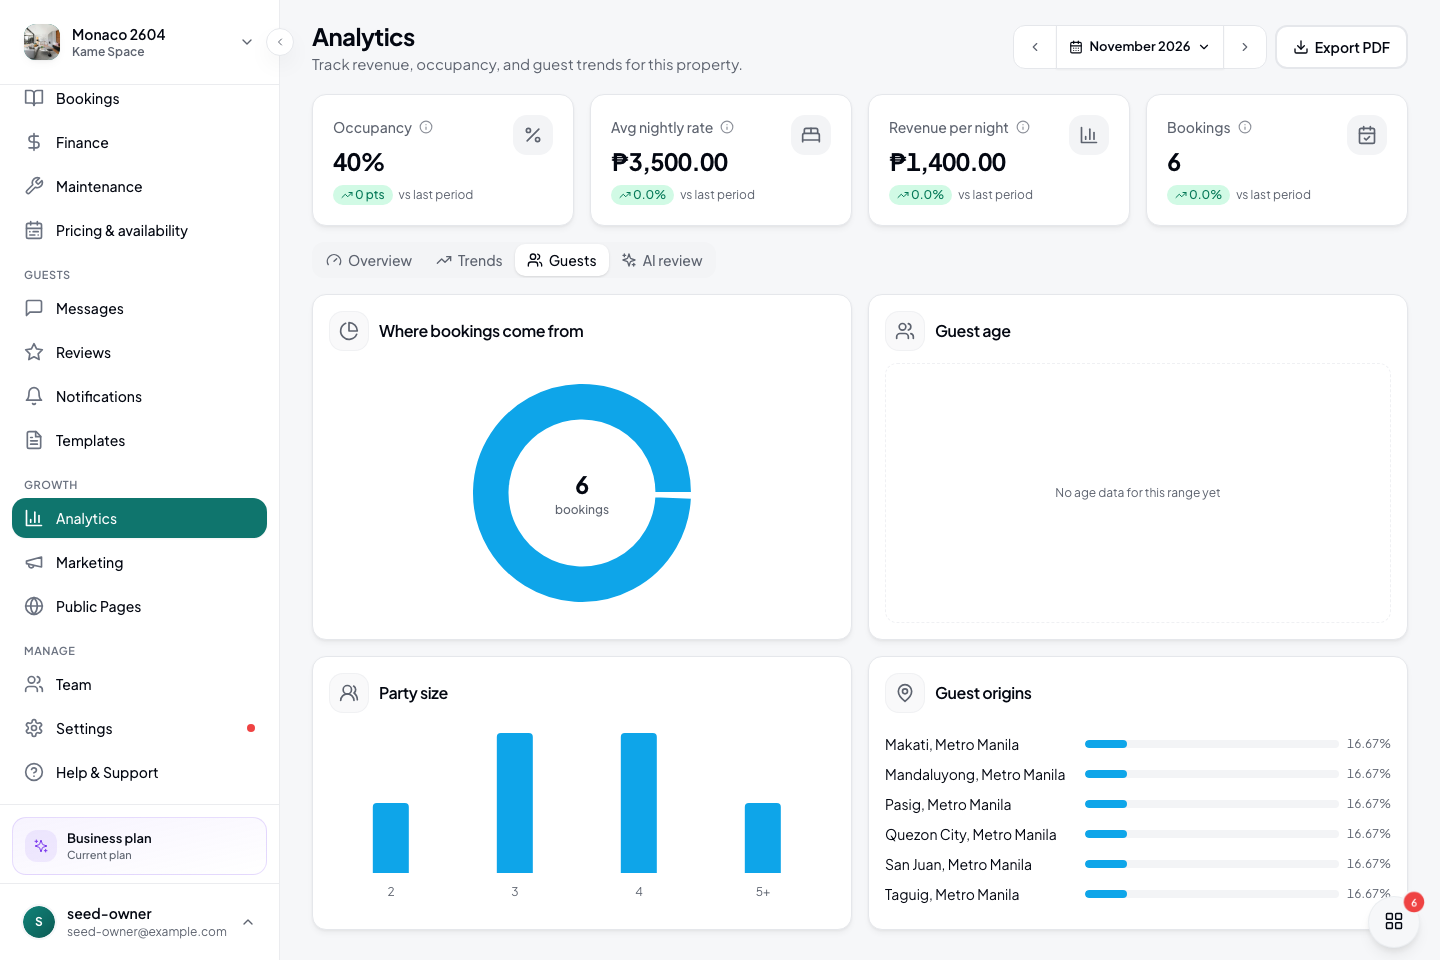 Monaco 2604
Kame Space
Bookings
Finance
Maintenance
Pricing & availability
GUESTS
Messages
Reviews
Notifications
Templates
GROWTH
Analytics
Marketing
Public Pages
MANAGE
Team
Settings
Help & Support
Business plan
Current plan
S
seed-owner
seed-owner@example.com
Analytics
Track revenue, occupancy, and guest trends for this property.
November 2026
Export PDF
Occupancy
40%
0 pts vs last period
Avg nightly rate
₱3,500.00
0.0% vs last period
Revenue per night
₱1,400.00
0.0% vs last period
Bookings
6
0.0% vs last period
Overview
Trends
Guests
AI review
Where bookings come from
6
bookings
Guest age
No age data for this range yet
Party size
2 3 4 5+
Guest origins
Makati, Metro Manila 16.67%
Mandaluyong, Metro Manila 16.67%
Pasig, Metro Manila 16.67%
Quezon City, Metro Manila 16.67%
San Juan, Metro Manila 16.67%
Taguig, Metro Manila 16.67%
6